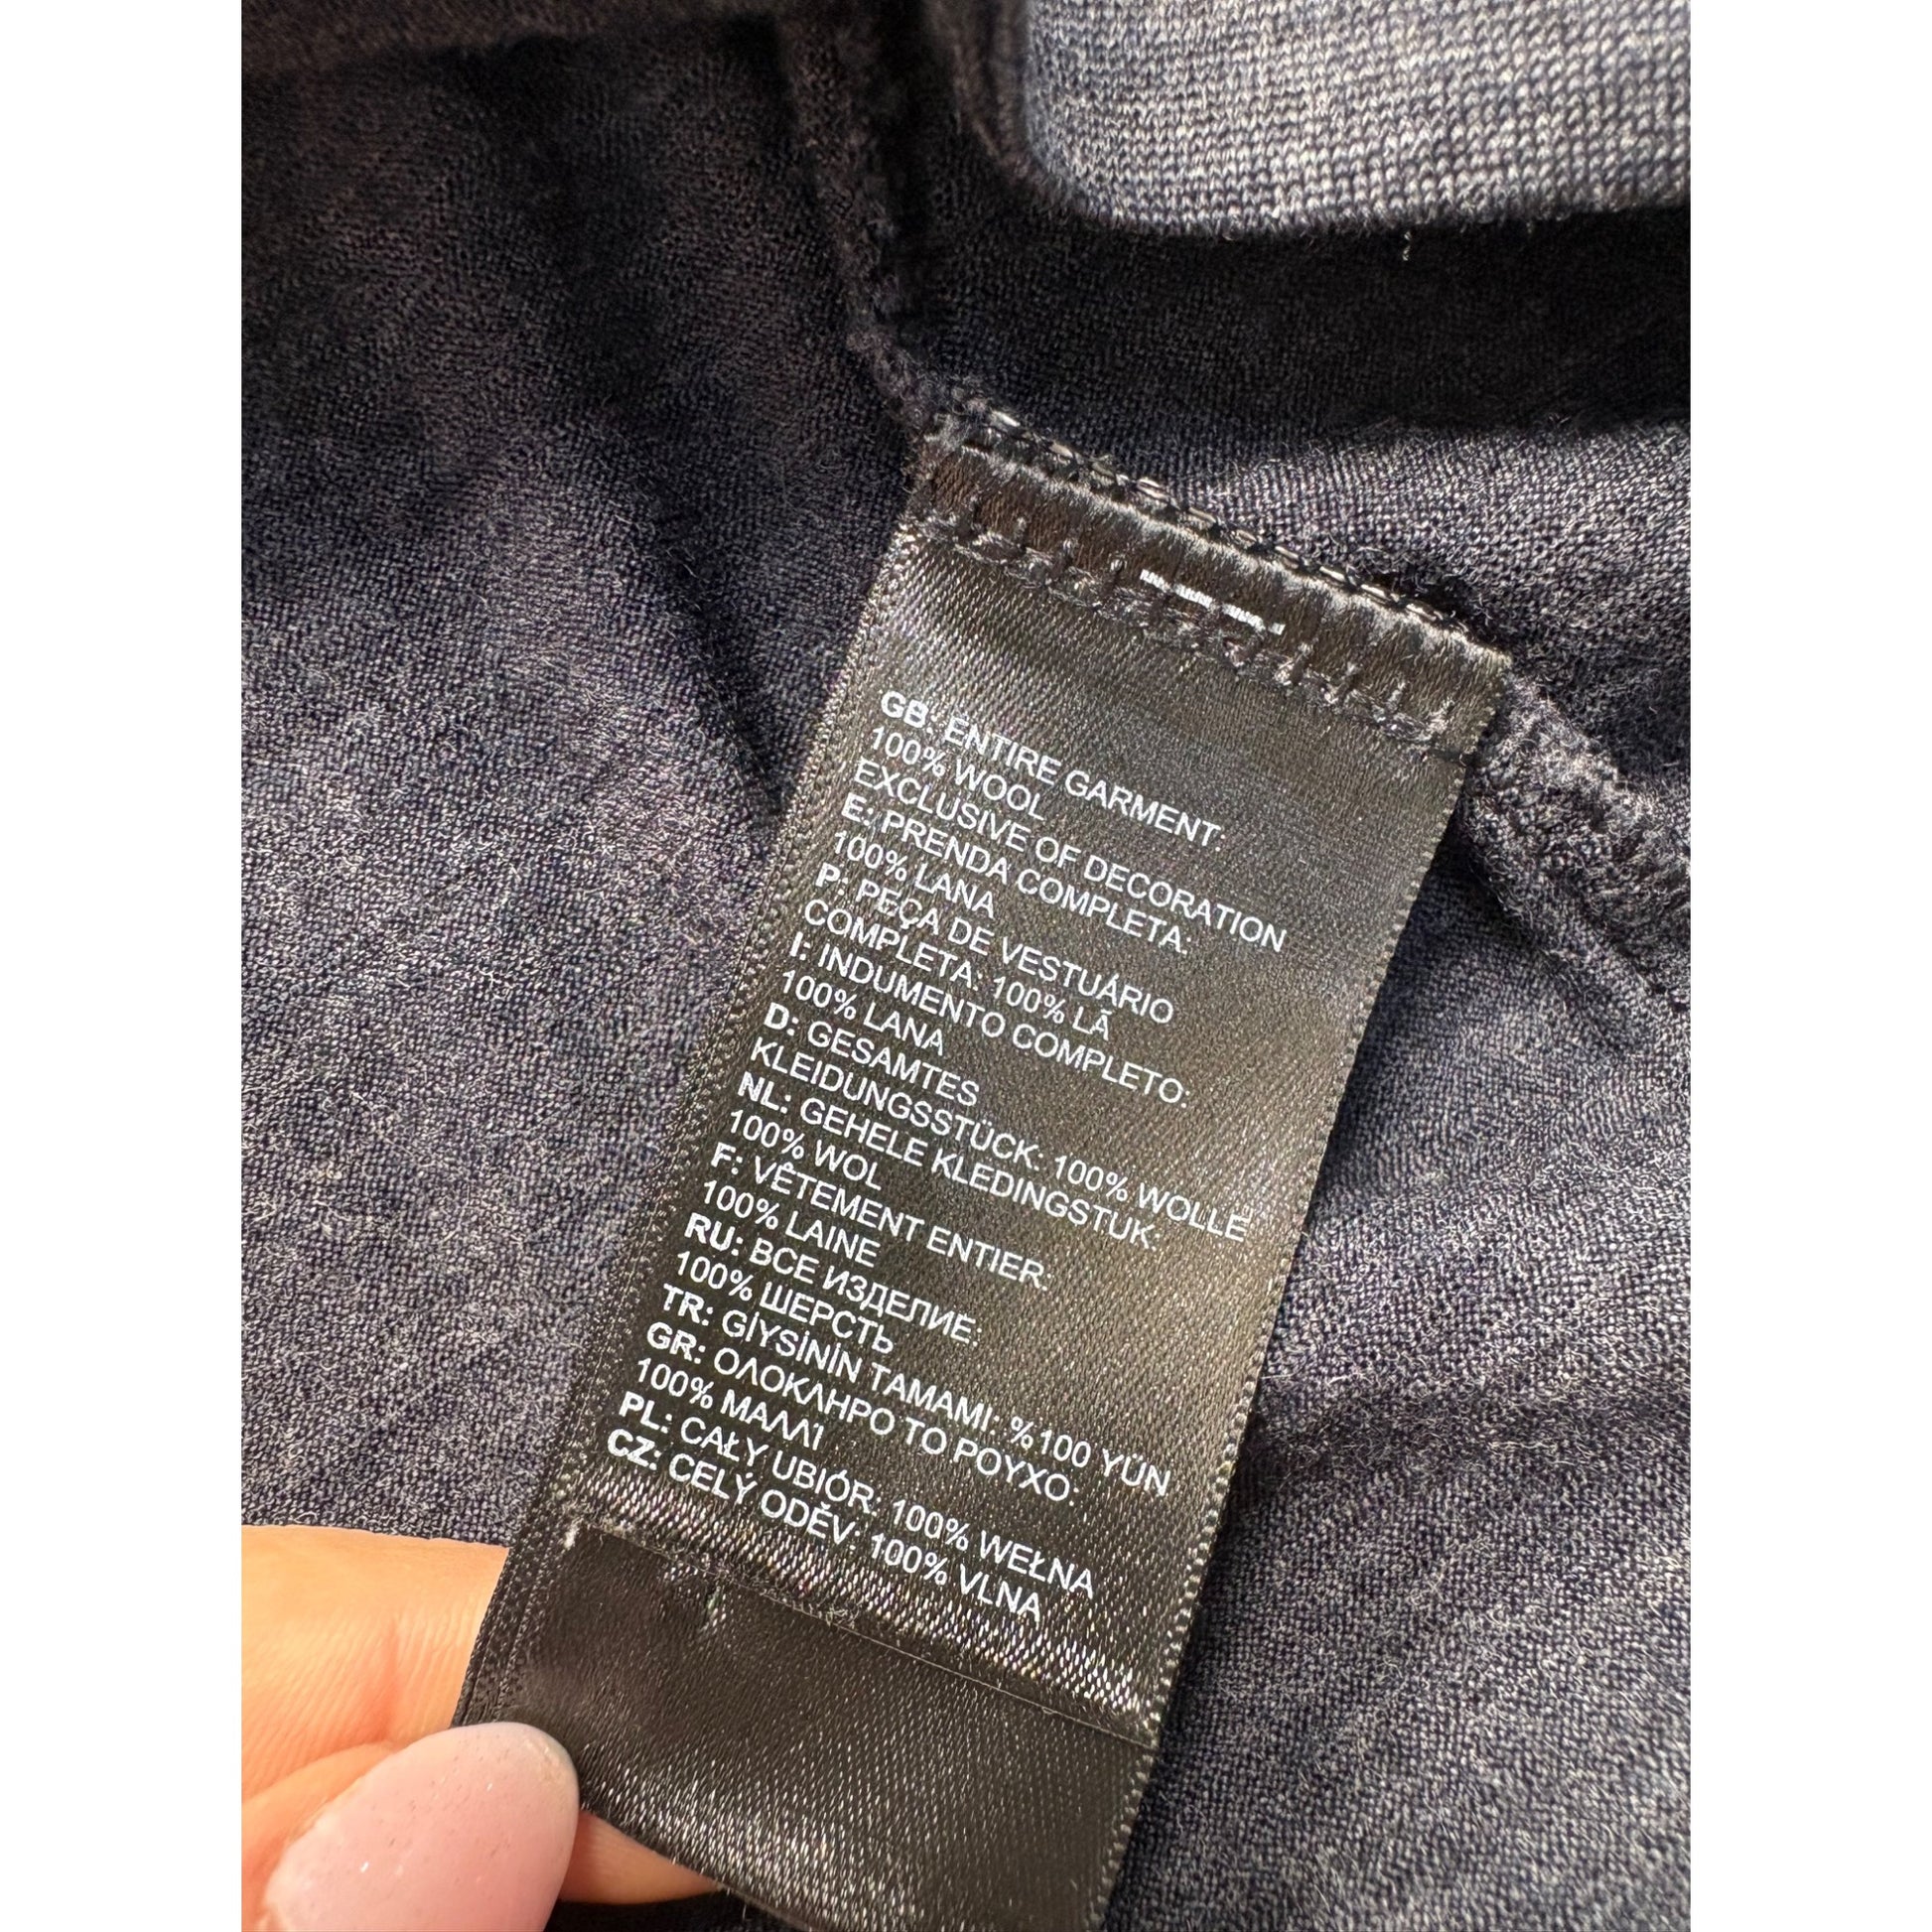 GB: ENTIRE GARMENT:
100% WOOL
EXCLUSIVE OF DECORATION
E: PRENDA COMPLETA:
100% LANA
P: PEÇA DE VESTUÁRIO
COMPLETA: 100% LÃ
I: INDUMENTO COMPLETO:
100% LANA
D: GESAMTES
KLEIDUNGSSTÜCK: 100% WOLLE
NL: GEHELE KLEDINGSTUK:
100% WOL
F: VÊTEMENT ENTIER:
100% LAINE
RU: ВСЕ ИЗДЕЛИЕ:
100% ШЕРСТЬ
TR: GİYSİNİN TAMAMI: %100 YÜN
GR: ΟΛΟΚΛΗΡΟ ΤΟ ΡΟΥΧΟ:
100% ΜΑΛΛΊ
PL: CAŁY UBIÓR: 100% WEŁNA
CZ: CELÝ ODĚV: 100% VLNA